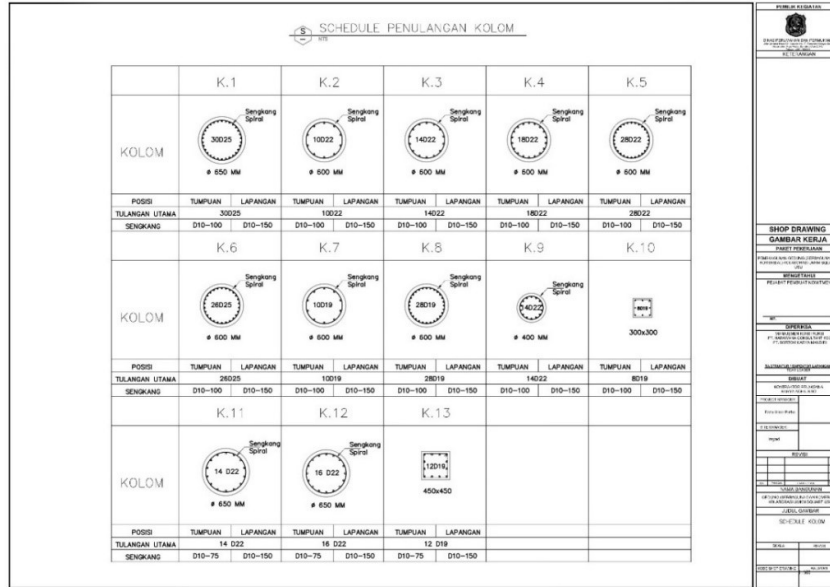 PEMILIK KEGIATAN
SCHEDULE PENULANGAN KOLOM
S
NTS
KETERANGAN
K.1 K.2 K.3 K.4 K.5
KOLOM
Sengkang Spiral Sengkang Spiral Sengkang Spiral Sengkang Spiral Sengkang Spiral
30D25 10D22 14D22 18D22 28D22
ø 650 MM ø 600 MM ø 600 MM ø 600 MM ø 600 MM
POSISI TUMPUAN LAPANGAN TUMPUAN LAPANGAN TUMPUAN LAPANGAN TUMPUAN LAPANGAN TUMPUAN LAPANGAN
TULANGAN UTAMA 30D25 10D22 14D22 18D22 28D22
SENGKANG D10-100 D10-150 D10-100 D10-150 D10-100 D10-150 D10-100 D10-150 D10-100 D10-150
K.6 K.7 K.8 K.9 K.10
KOLOM
Sengkang Spiral Sengkang Spiral Sengkang Spiral Sengkang Spiral
26D25 10D19 28D19 14D22
ø 600 MM ø 600 MM ø 600 MM ø 400 MM 300x300
POSISI TUMPUAN LAPANGAN TUMPUAN LAPANGAN TUMPUAN LAPANGAN TUMPUAN LAPANGAN TUMPUAN LAPANGAN
TULANGAN UTAMA 26D25 10D19 28D19 14D22 8D19
SENGKANG D10-100 D10-150 D10-100 D10-150 D10-100 D10-150 D10-100 D10-150 D10-100 D10-150
K.11 K.12 K.13
KOLOM
Sengkang Spiral Sengkang Spiral
14 D22 16 D22 12D19
ø 650 MM ø 650 MM 450x450
POSISI TUMPUAN LAPANGAN TUMPUAN LAPANGAN TUMPUAN LAPANGAN
TULANGAN UTAMA 14 D22 16 D22 12 D19
SENGKANG D10-75 D10-150 D10-75 D10-150 D10-75 D10-150
SHOP DRAWING
GAMBAR KERJA
PAKET PEKERJAAN
MENGETAHUI
DIPERIKSA
DIBUAT
REVISI
NAMA BANGUNAN
JUDUL GAMBAR
SCHEDULE KOLOM